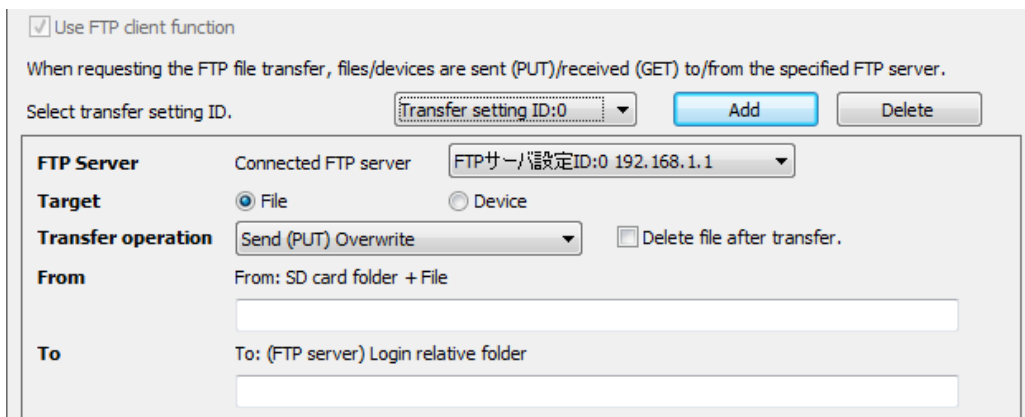 Use FTP client function
When requesting the FTP file transfer, files/devices are sent (PUT)/received (GET) to/from the specified FTP server.
Select transfer setting ID. Transfer setting ID:0 Add Delete
FTP Server Connected FTP server FTPサーバ設定ID:0 192.168.1.1
Target File Device
Transfer operation Send (PUT) Overwrite Delete file after transfer.
From From: SD card folder + File
To To: (FTP server) Login relative folder